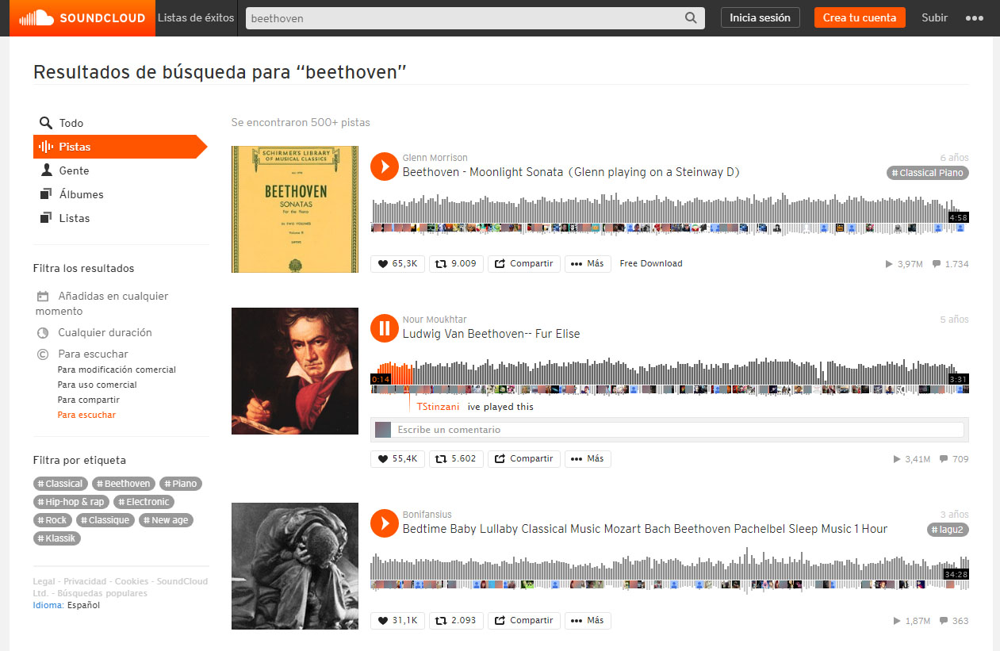 SOUNDCLOUD Listas de éxitos beethoven Inicia sesión Crea tu cuenta Subir
Resultados de búsqueda para “beethoven”
Todo
Pistas
Gente
Álbumes
Listas
Filtra los resultados
Añadidas en cualquier
momento
Cualquier duración
Para escuchar
Para modificación comercial
Para uso comercial
Para compartir
Para escuchar
Filtra por etiqueta
# Classical # Beethoven # Piano
# Hip-hop & rap # Electronic
# Rock # Classique # New age
# Klassik
Legal - Privacidad - Cookies - SoundCloud
Ltd. - Búsquedas populares
Idioma: Español
Se encontraron 500+ pistas
SCHIRMER'S LIBRARY
OF MUSICAL CLASSICS
BEETHOVEN
SONATAS
For the Piano
Glenn Morrison 6 años
Beethoven - Moonlight Sonata (Glenn playing on a Steinway D) # Classical Piano
4:58
65,3K 9.009 Compartir Más Free Download 3,97M 1.734
Nour Moukhtar 5 años
Ludwig Van Beethoven-- Fur Elise
0:14 3:31
TStinzani ive played this
Escribe un comentario
55,4K 5.602 Compartir Más 3,41M 709
Bonifansius 3 años
Bedtime Baby Lullaby Classical Music Mozart Bach Beethoven Pachelbel Sleep Music 1 Hour # lagu2
34:28
31,1K 2.093 Compartir Más 1,87M 363